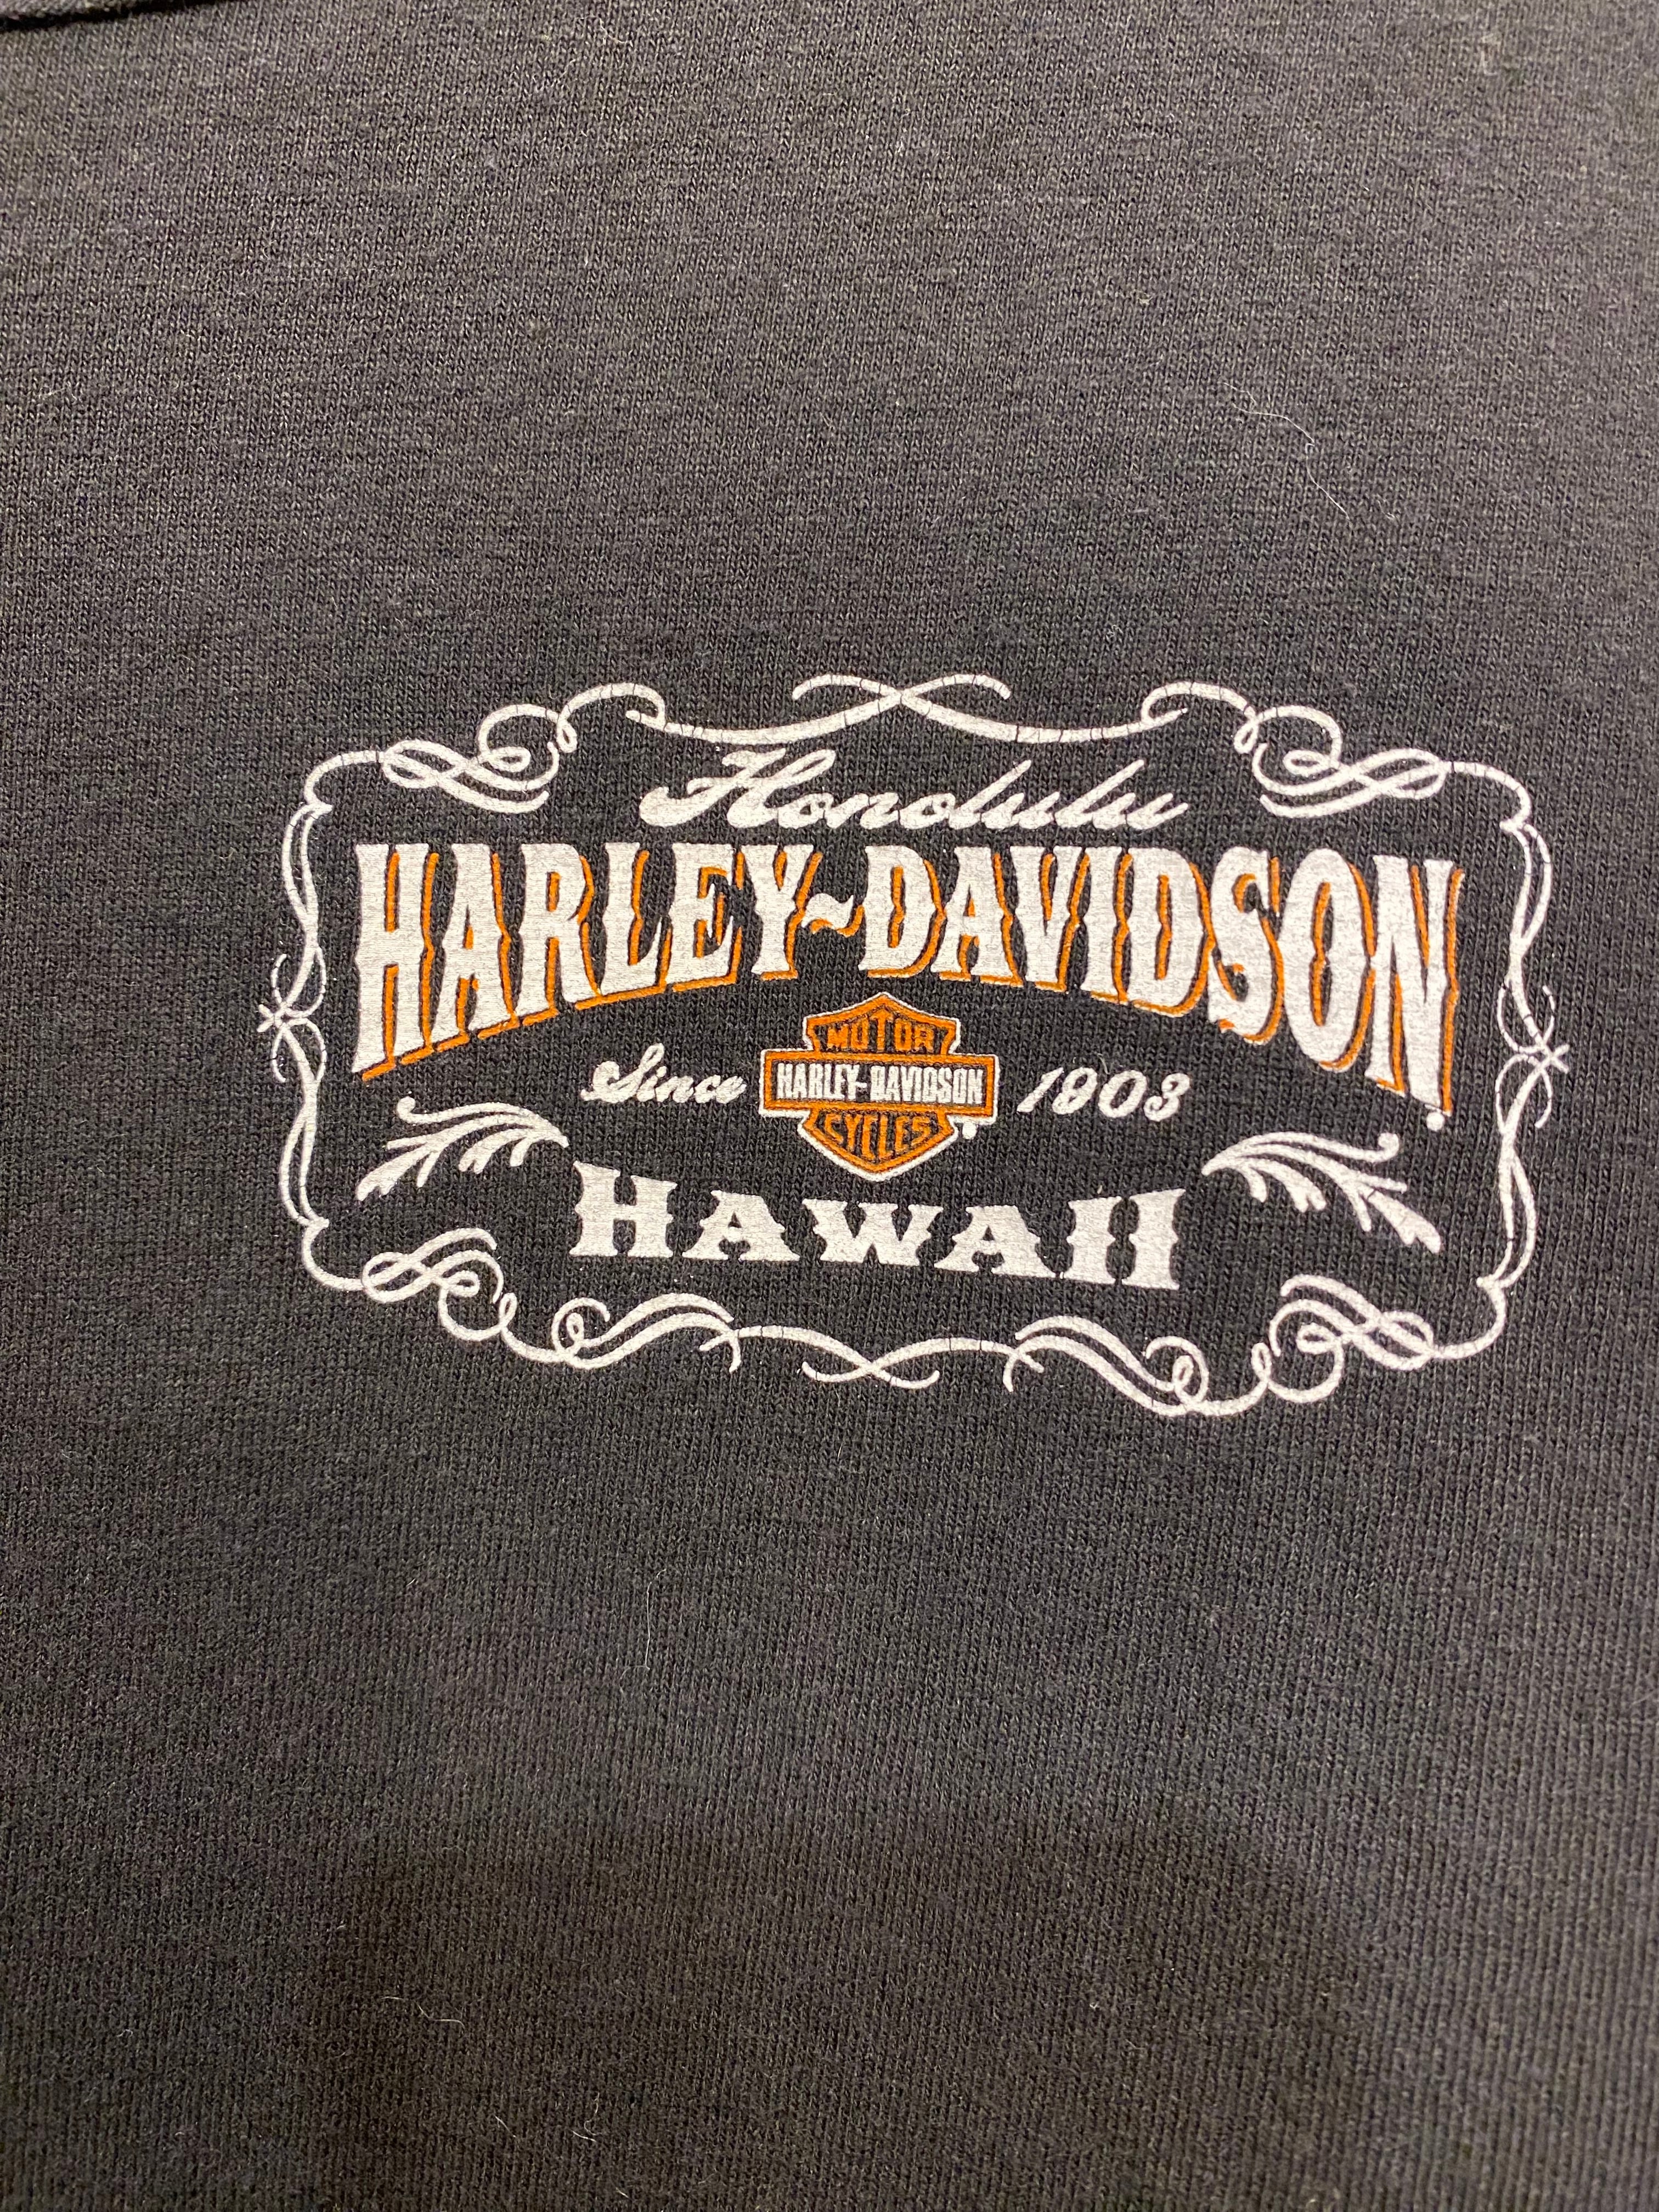 Honolulu
HARLEY~DAVIDSON
MOTOR
Since HARLEY-DAVIDSON 1903
CYCLES
HAWAII